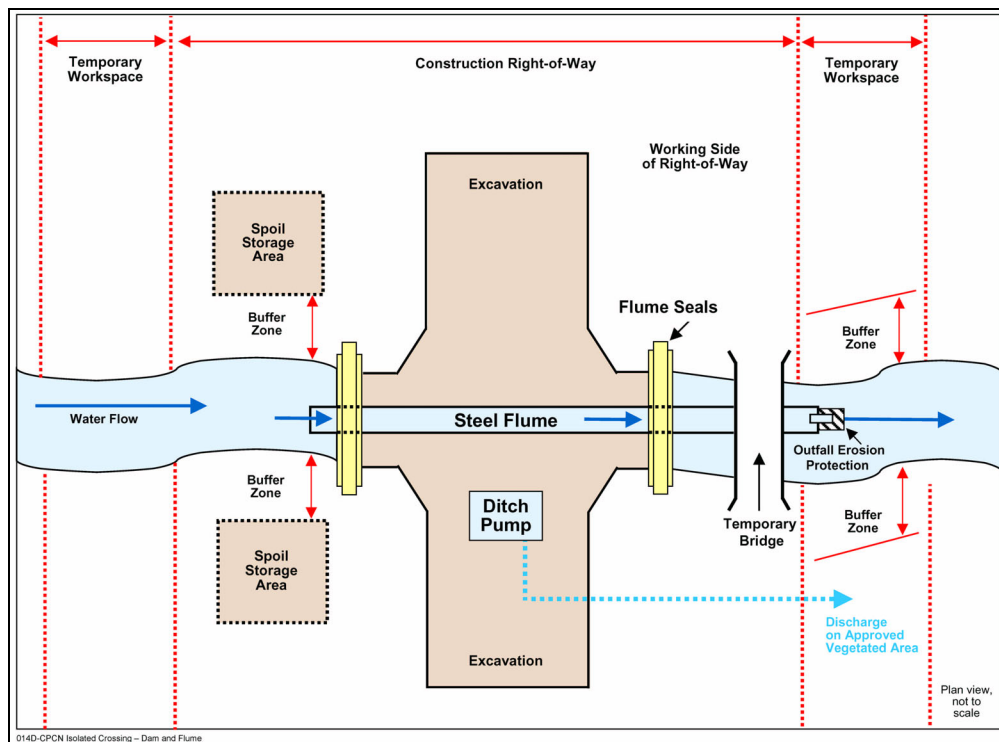 Temporary
Workspace
Construction Right-of-Way
Temporary
Workspace
Working Side
of Right-of-Way
Excavation
Spoil
Storage
Area
Buffer
Zone
Flume Seals
Buffer
Zone
Water Flow
Steel Flume
Outfall Erosion
Protection
Buffer
Zone
Ditch
Pump
Temporary
Bridge
Buffer
Zone
Spoil
Storage
Area
Discharge
on Approved
Vegetated Area
Excavation
Plan view,
not to
scale
014D-CPCN Isolated Crossing – Dam and Flume